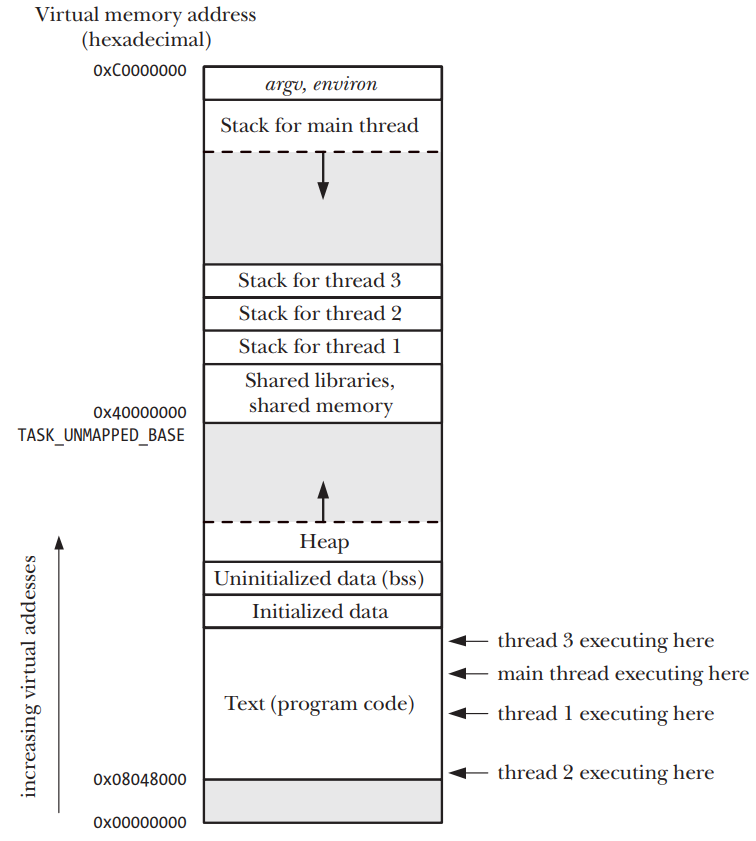 Virtual memory address
(hexadecimal)
0xC0000000
argv, environ
Stack for main thread
Stack for thread 3
Stack for thread 2
Stack for thread 1
Shared libraries,
shared memory
0x40000000
TASK_UNMAPPED_BASE
Heap
Uninitialized data (bss)
Initialized data
increasing virtual addesses
thread 3 executing here
main thread executing here
Text (program code)
thread 1 executing here
thread 2 executing here
0x08048000
0x00000000